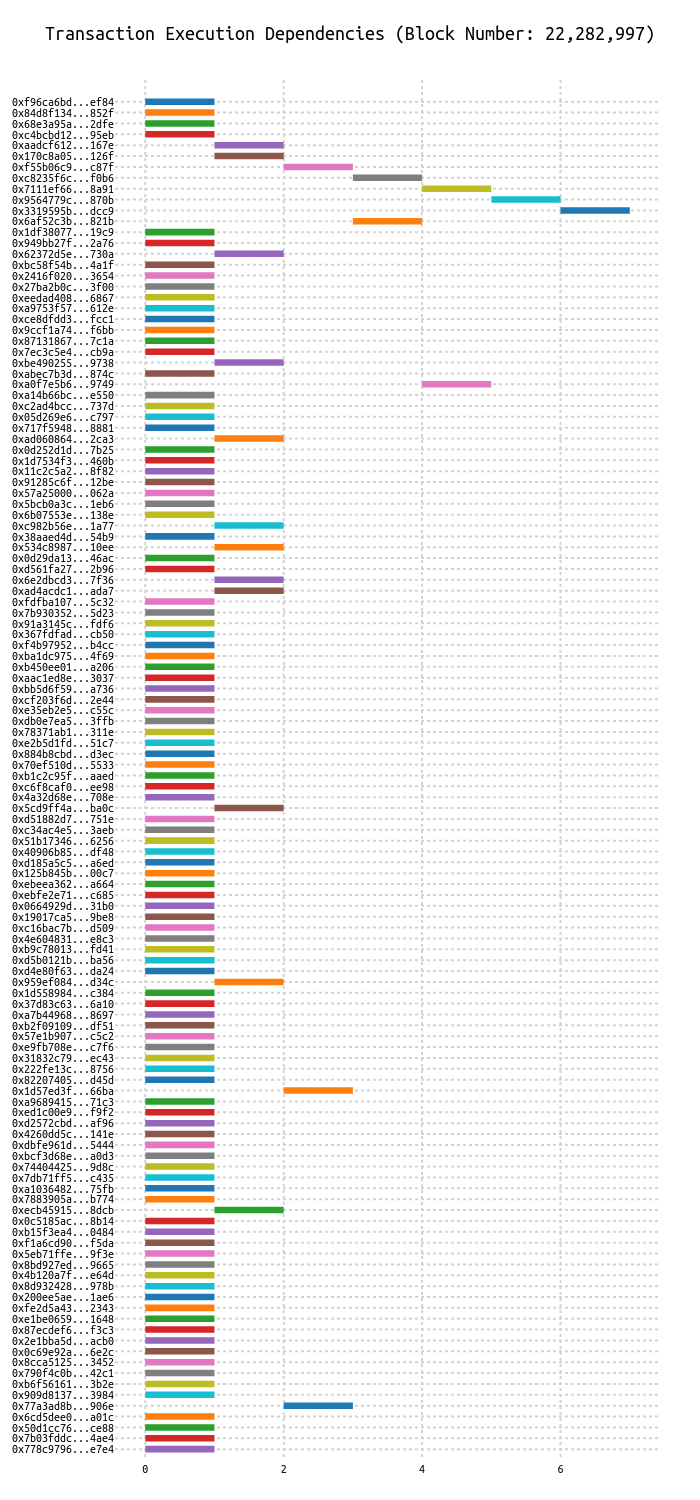 Transaction Execution Dependencies (Block Number: 22,282,997)
0xf96ca6bd...ef84
0x84d8f134...852f
0x68e3a95a...2dfe
0xc4bcbd12...95eb
0xaadcf612...167e
0x170c8a05...126f
0xf55b06c9...c87f
0xc8235f6c...f0b6
0x7111ef66...8a91
0x9564779c...870b
0x3319595b...dcc9
0x6af52c3b...821b
0x1df38077...19c9
0x949bb27f...2a76
0x62372d5e...730a
0xbc58f54b...4a1f
0x2416f020...3654
0x27ba2b0c...3f00
0xeedad408...6867
0xa9753f57...612e
0xce8dfdd3...fcc1
0x9ccf1a74...f6bb
0x87131867...7c1a
0x7ec3c5e4...cb9a
0xbe490255...9738
0xabec7b3d...874c
0xa0f7e5b6...9749
0xa14b66bc...e550
0xc2ad4bcc...737d
0x05d269e6...c797
0x717f5948...8881
0xad060864...2ca3
0x0d252d1d...7b25
0x1d7534f3...460b
0x11c2c5a2...8f82
0x91285c6f...12be
0x57a25000...062a
0x5bcb0a3c...1eb6
0x6b07553e...138e
0xc982b56e...1a77
0x38aaed4d...54b9
0x534c8987...10ee
0x0d29da13...46ac
0xd561fa27...2b96
0x6e2dbcd3...7f36
0xad4acdc1...ada7
0xfdfba107...5c32
0x7b930352...5d23
0x91a3145c...fdf6
0x367fdfad...cb50
0xf4b97952...b4cc
0xba1dc975...4f69
0xb450ee01...a206
0xaac1ed8e...3037
0xbb5d6f59...a736
0xcf203f6d...2e44
0xe35eb2e5...c55c
0xdb0e7ea5...3ffb
0x78371ab1...311e
0xe2b5d1fd...51c7
0x884b8cbd...d3ec
0x70ef510d...5533
0xb1c2c95f...aaed
0xc6f8caf0...ee98
0x4a32d68e...708e
0x5cd9ff4a...ba0c
0xd51882d7...751e
0xc34ac4e5...3aeb
0x51b17346...6256
0x40906b85...df48
0xd185a5c5...a6ed
0x125b845b...00c7
0xebeea362...a664
0xebfe2e71...c685
0x0664929d...31b0
0x19017ca5...9be8
0xc16bac7b...d509
0x4e604831...e8c3
0xb9c78013...fd41
0xd5b0121b...ba56
0xd4e80f63...da24
0x959ef084...d34c
0x1d558984...c384
0x37d83c63...6a10
0xa7b44968...8697
0xb2f09109...df51
0x57e1b907...c5c2
0xe9fb708e...c7f6
0x31832c79...ec43
0x222fe13c...8756
0x82207405...d45d
0x1d57ed3f...66ba
0xa9689415...71c3
0xed1c00e9...f9f2
0xd2572cbd...af96
0x4260dd5c...141e
0xdbfe961d...5444
0xbcf3d68e...a0d3
0x74404425...9d8c
0x7db71ff5...c435
0xa1036482...75fb
0x7883905a...b774
0xecb45915...8dcb
0x0c5185ac...8b14
0xb15f3ea4...0484
0xf1a6cd90...f5da
0x5eb71ffe...9f3e
0x8bd927ed...9665
0x4b120a7f...e64d
0x8d932428...978b
0x200ee5ae...1ae6
0xfe2d5a43...2343
0xe1be0659...1648
0x87ecdef6...f3c3
0x2e1bba5d...acb0
0x0c69e92a...6e2c
0x8cca5125...3452
0x790f4c0b...42c1
0xb6f56161...3b2e
0x909d8137...3984
0x77a3ad8b...906e
0x6cd5dee0...a01c
0x50d1cc76...ce88
0x7b03fddc...4ae4
0x778c9796...e7e4
0 2 4 6